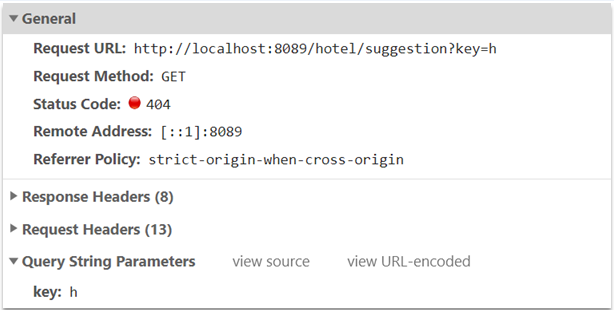 General
Request URL: http://localhost:8089/hotel/suggestion?key=h
Request Method: GET
Status Code: 404
Remote Address: [::1]:8089
Referrer Policy: strict-origin-when-cross-origin
Response Headers (8)
Request Headers (13)
Query String Parameters view source view URL-encoded
key: h